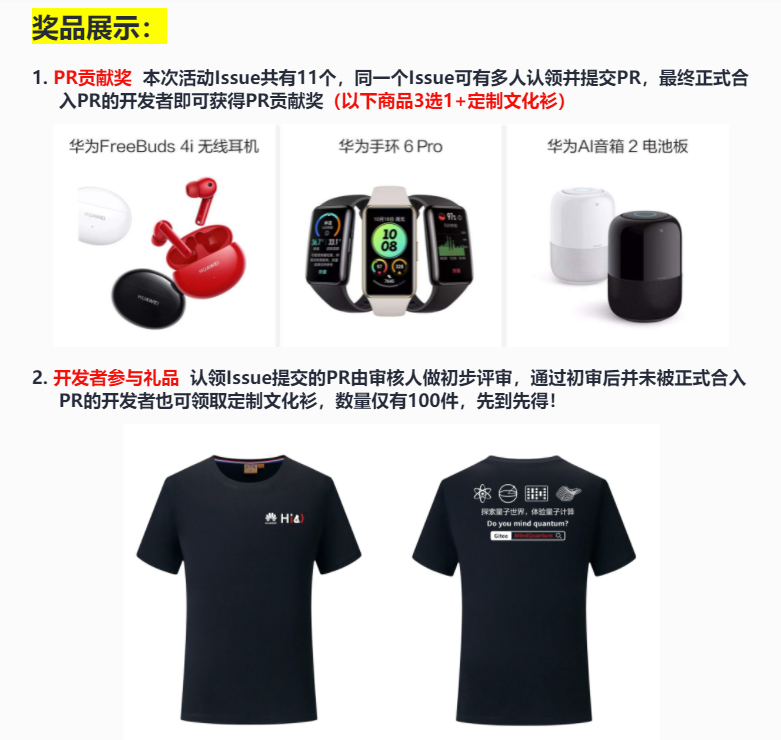 奖品展示：
1. PR贡献奖 本次活动Issue共有11个，同一个Issue可有多人认领并提交PR，最终正式合
入PR的开发者即可获得PR贡献奖（以下商品3选1+定制文化衫）
华为FreeBuds 4i 无线耳机
华为手环 6 Pro
华为AI音箱 2 电池板
HUAWEI
HUAWEI
HUAWEI
10
08
2. 开发者参与礼品 认领Issue提交的PR由审核人做初步评审，通过初审后并未被正式合入
PR的开发者也可领取定制文化衫，数量仅有100件，先到先得！
探索量子世界，体验量子计算
Do you mind quantum?
Gitee MindQuantum